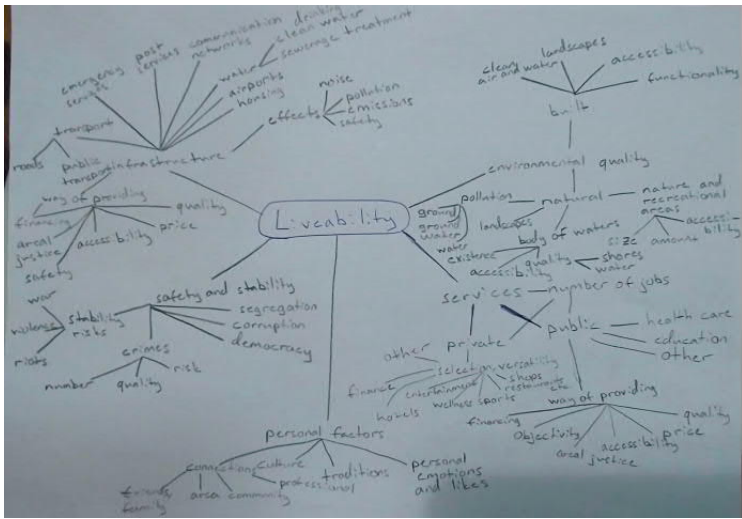 Liveability
infrastructure
transport
roads
public
transport
emergency
services
post
services
communication
networks
water
drinking
clean water
sewerage treatment
airports
housing
effects
noise
pollution
emissions
safety
way of providing
financing
areal
justice
safety
accessibility
price
quality
safety and stability
stability
risks
war
violence
riots
crimes
number
quality
risk
segregation
corruption
democracy
personal factors
connections
friends
family
area
community
professional
culture
traditions
personal
emotions
and likes
environmental quality
built
clean
air and water
landscapes
accessibility
functionality
natural
pollution
ground
ground
water
water
landscapes
body of waters
existence
accessibility
quality
shores
water
nature and
recreational
areas
size
amount
accessi-
bility
services
number of jobs
private
other
finance
hotels
selection, versatility
entertainment
wellness
sports
shops
restaurants
etc
public
health care
education
other
way of providing
financing
objectivity
areal
justice
accessibility
price
quality